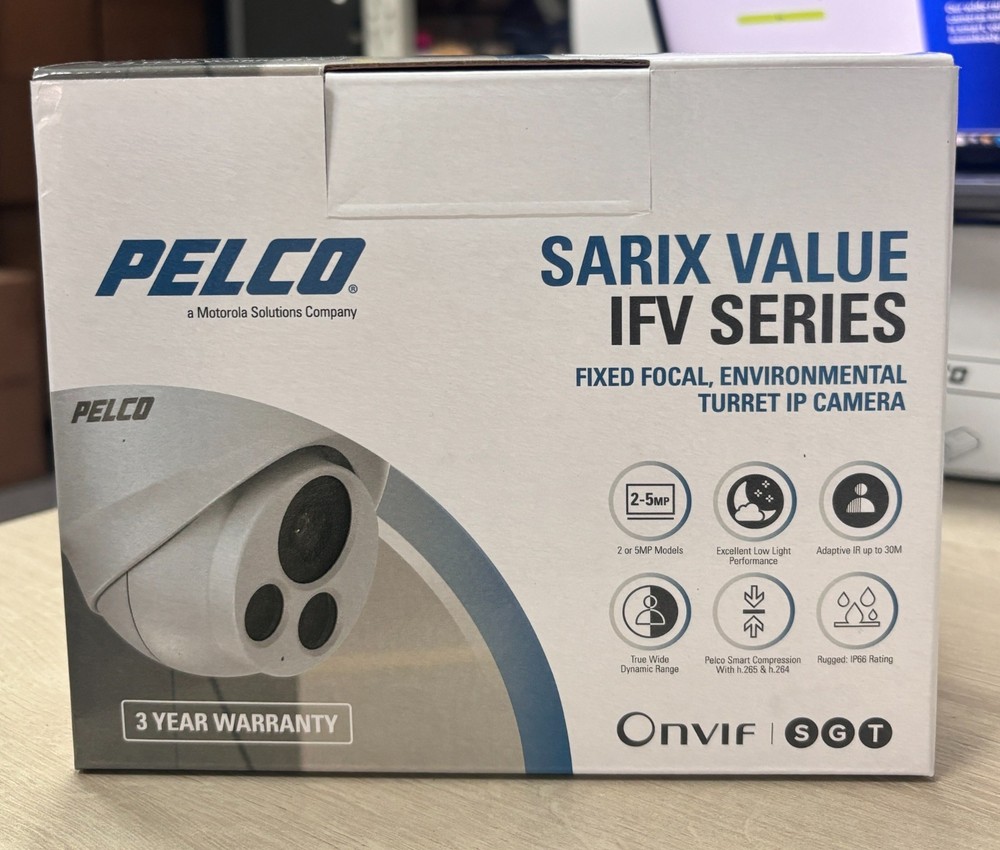 PELCO®
a Motorola Solutions Company
SARIX VALUE
IFV SERIES
FIXED FOCAL, ENVIRONMENTAL
TURRET IP CAMERA
PELCO
2-5MP
2 or 5MP Models
Excellent Low Light
Performance
Adaptive IR up to 30M
True Wide
Dynamic Range
Pelco Smart Compression
With h.265 & h.264
Rugged: IP66 Rating
3 YEAR WARRANTY
ONVIF | S G T